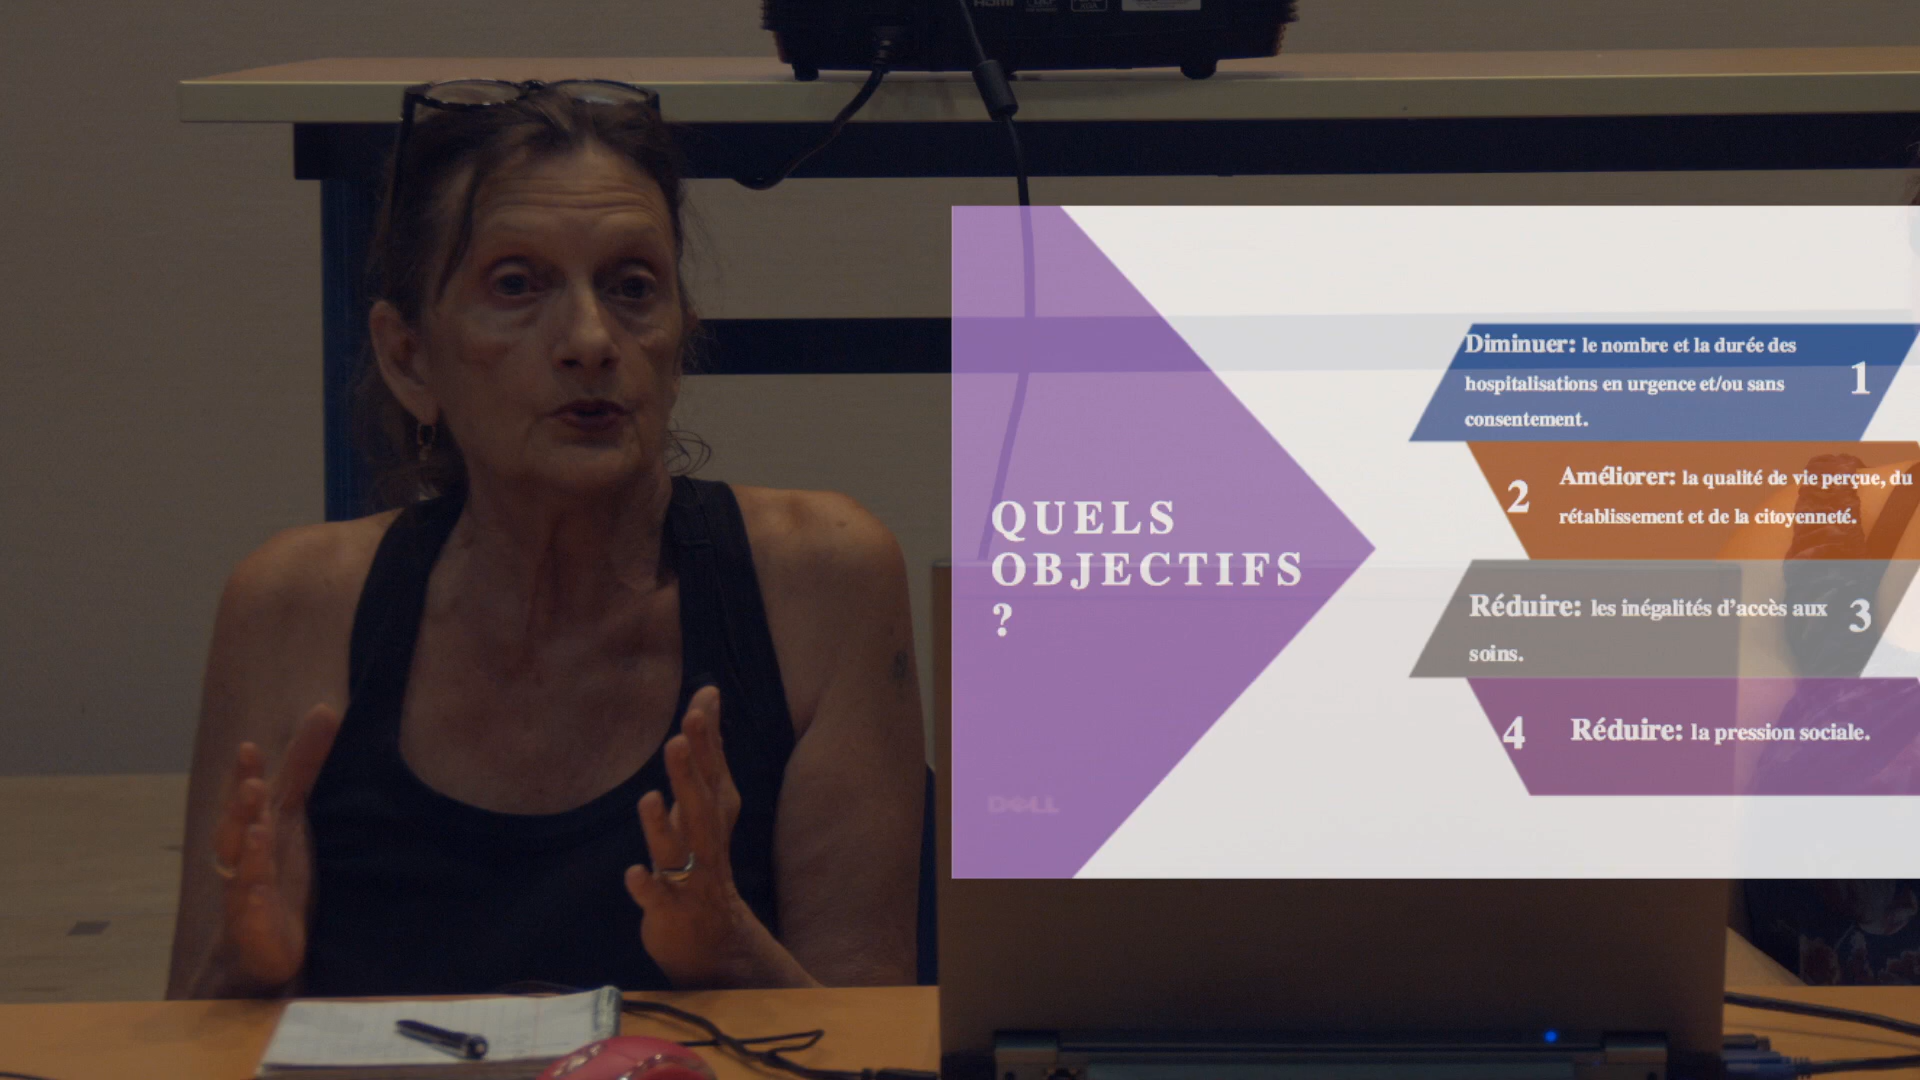 HDMI
QUELS
OBJECTIFS
?
Diminuer: le nombre et la durée des
hospitalisations en urgence et/ou sans
consentement.
1
2
Améliorer: la qualité de vie perçue, du
rétablissement et de la citoyenneté.
Réduire: les inégalités d’accès aux
soins.
3
4
Réduire: la pression sociale.
DELL